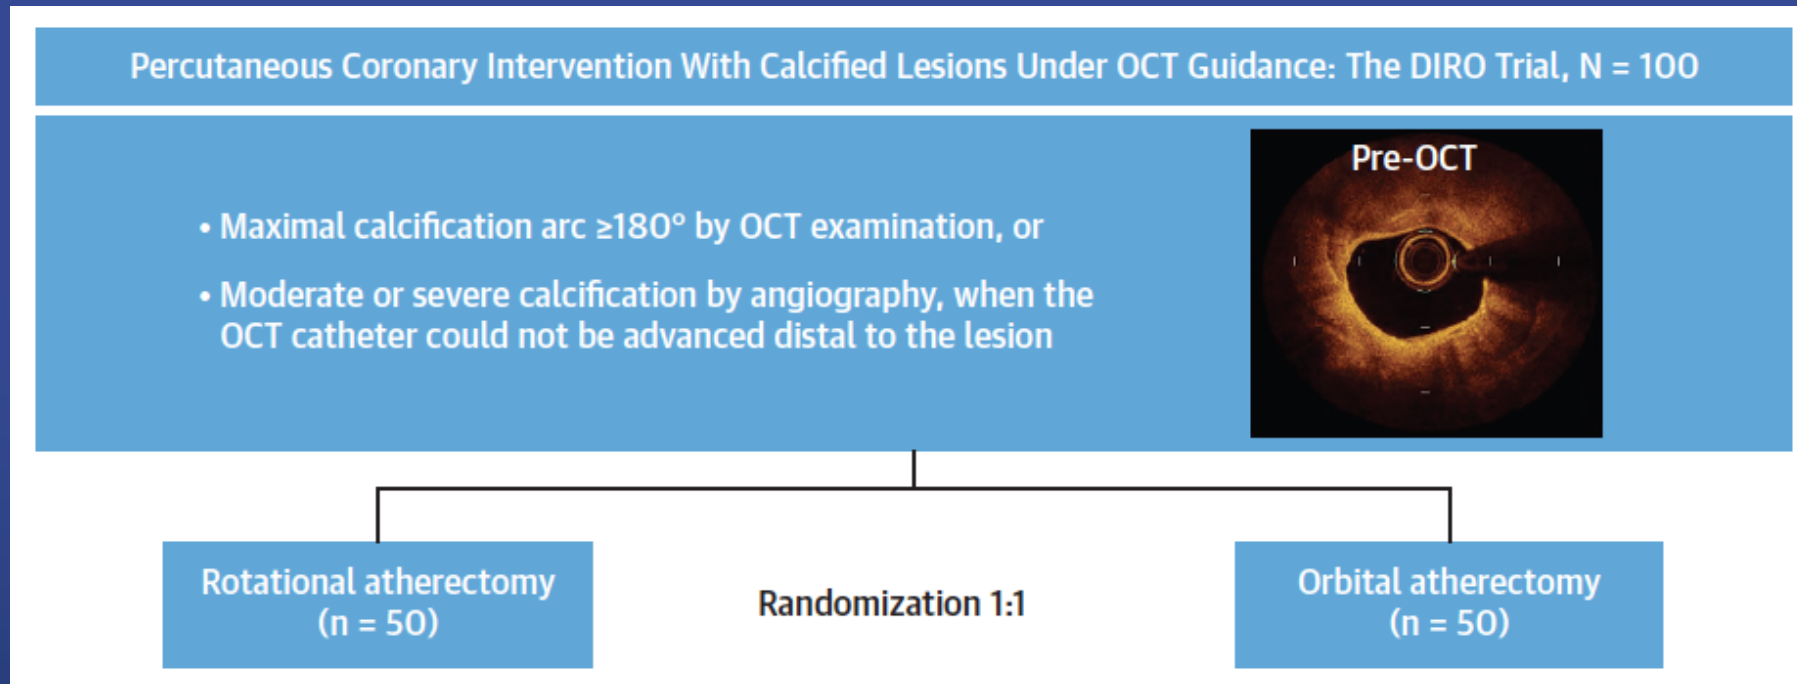 Percutaneous Coronary Intervention With Calcified Lesions Under OCT Guidance: The DIRO Trial, N = 100
Pre-OCT
• Maximal calcification arc ≥180° by OCT examination, or
• Moderate or severe calcification by angiography, when the
OCT catheter could not be advanced distal to the lesion
Rotational atherectomy
(n = 50)
Randomization 1:1
Orbital atherectomy
(n = 50)